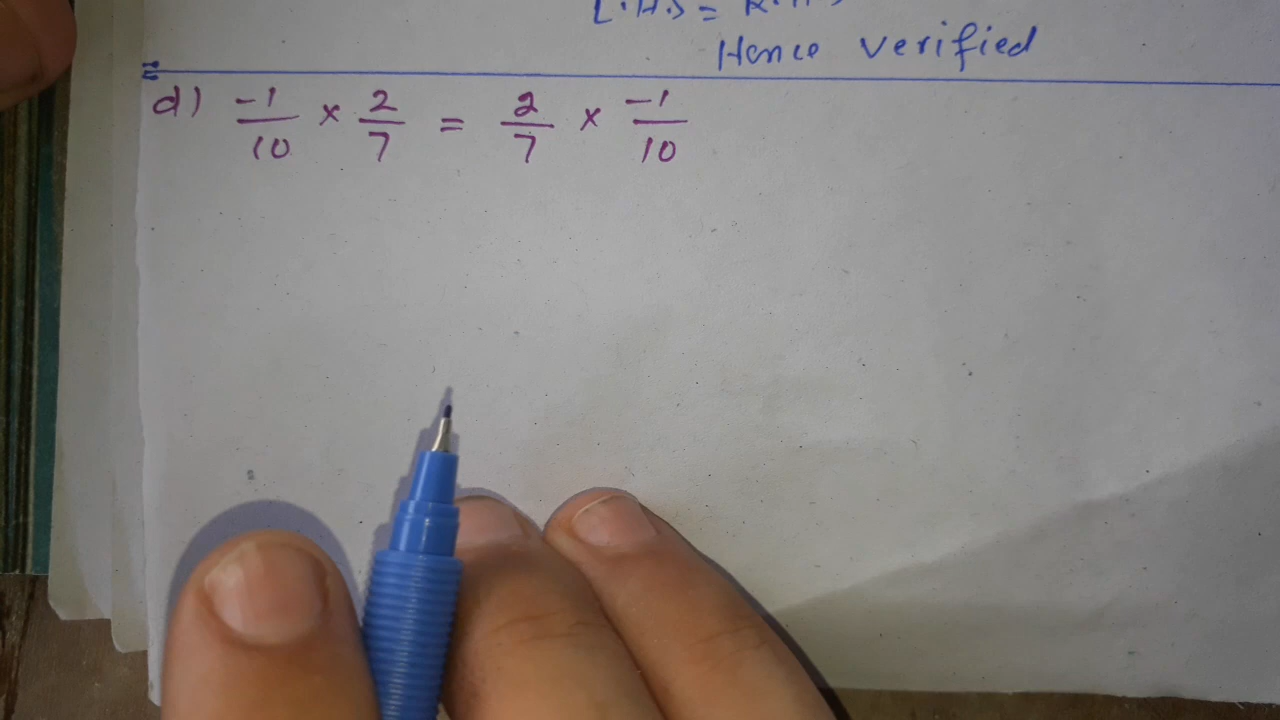 L.H.S = R.H.S
Hence verified
d) -1/10 × 2/7 = 2/7 × -1/10